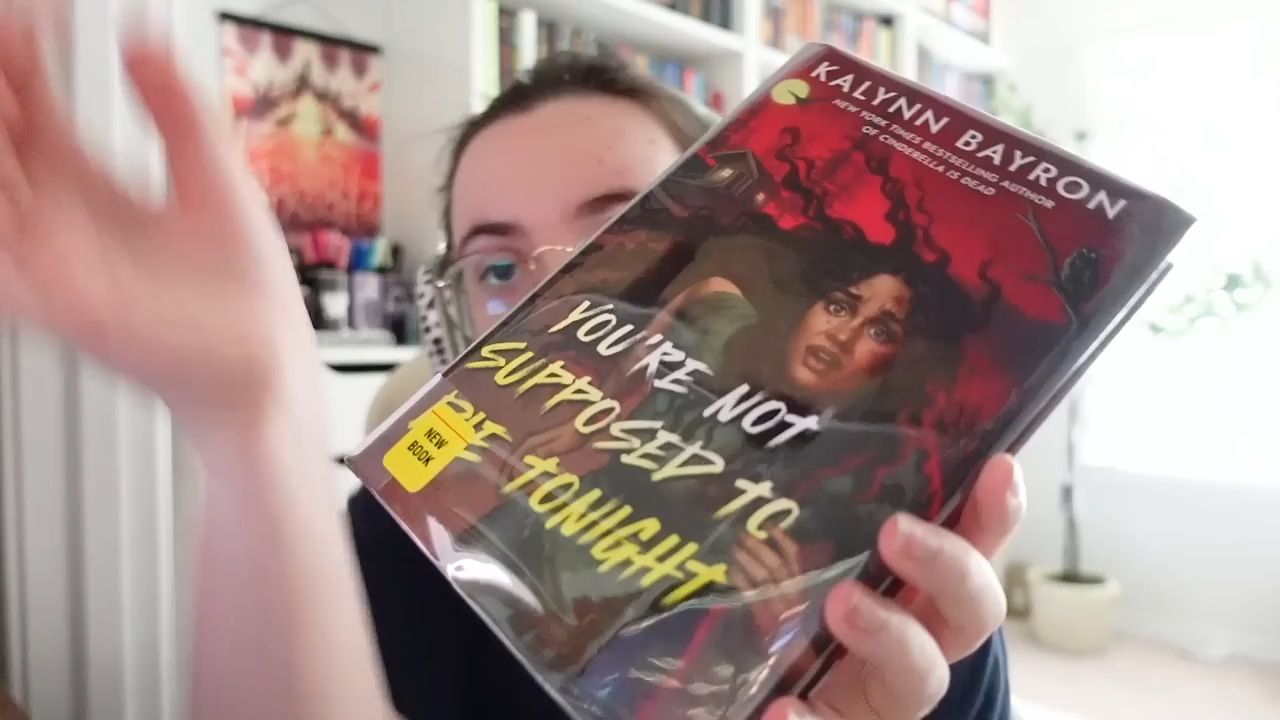 KALYNN BAYRON
NEW YORK TIMES BESTSELLING AUTHOR
OF CINDERELLA IS DEAD
YOU'RE NOT
SUPPOSED TO
DIE TONIGHT
NEW
BOOK